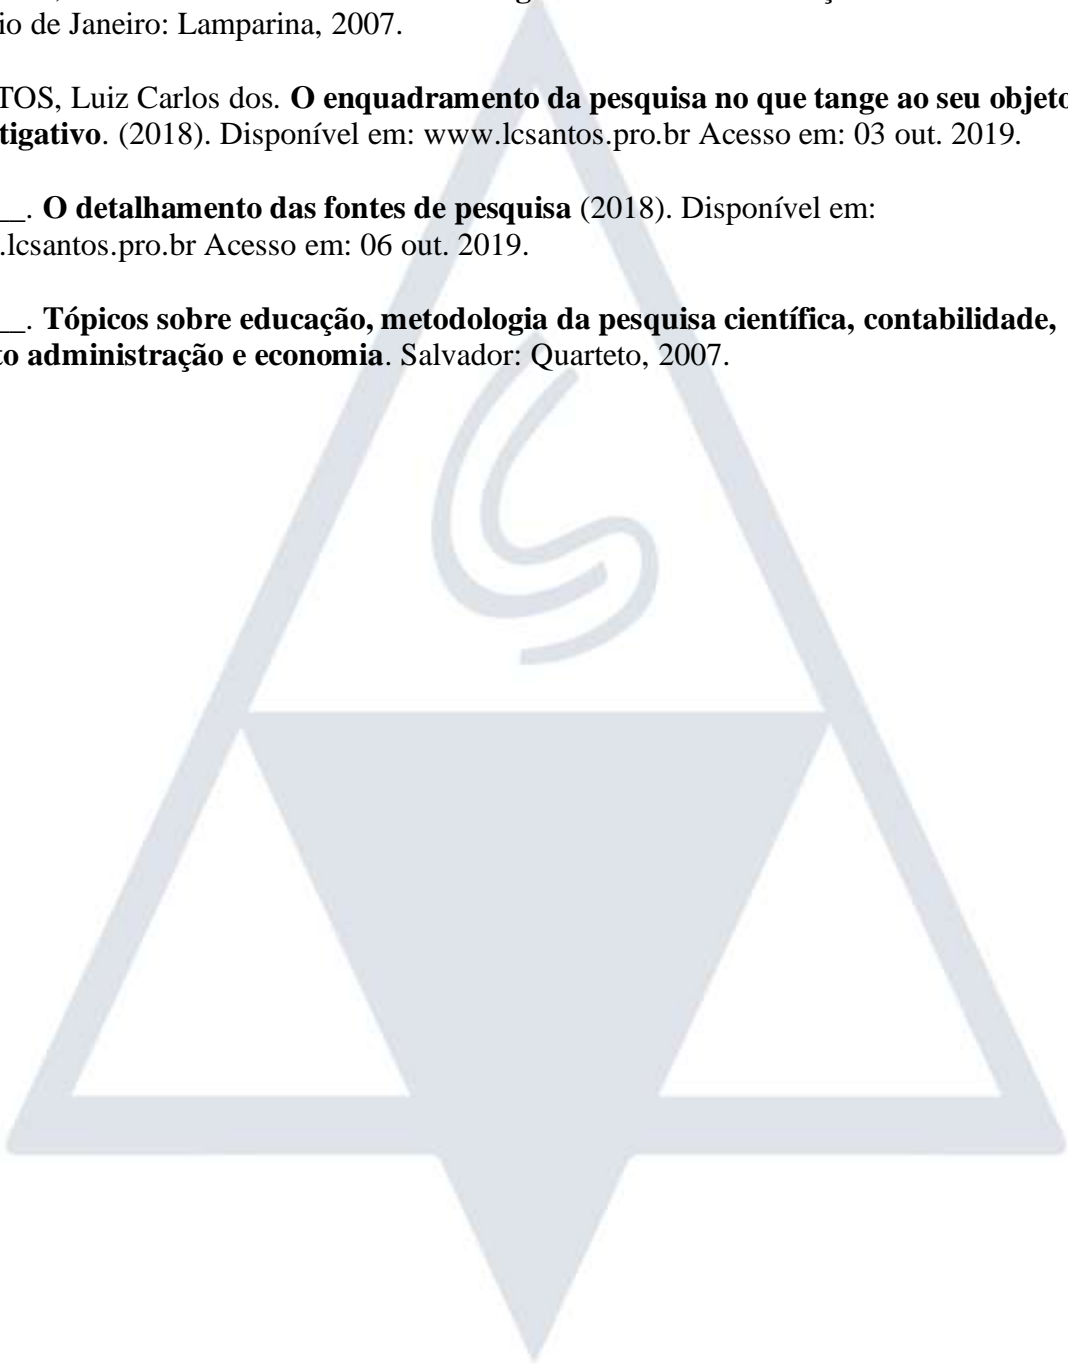 io de Janeiro: Lamparina, 2007.
TOS, Luiz Carlos dos. O enquadramento da pesquisa no que tange ao seu objeto
tigativo. (2018). Disponível em: www.lcsantos.pro.br Acesso em: 03 out. 2019.
__. O detalhamento das fontes de pesquisa (2018). Disponível em:
.lcsantos.pro.br Acesso em: 06 out. 2019.
__. Tópicos sobre educação, metodologia da pesquisa científica, contabilidade,
to administração e economia. Salvador: Quarteto, 2007.